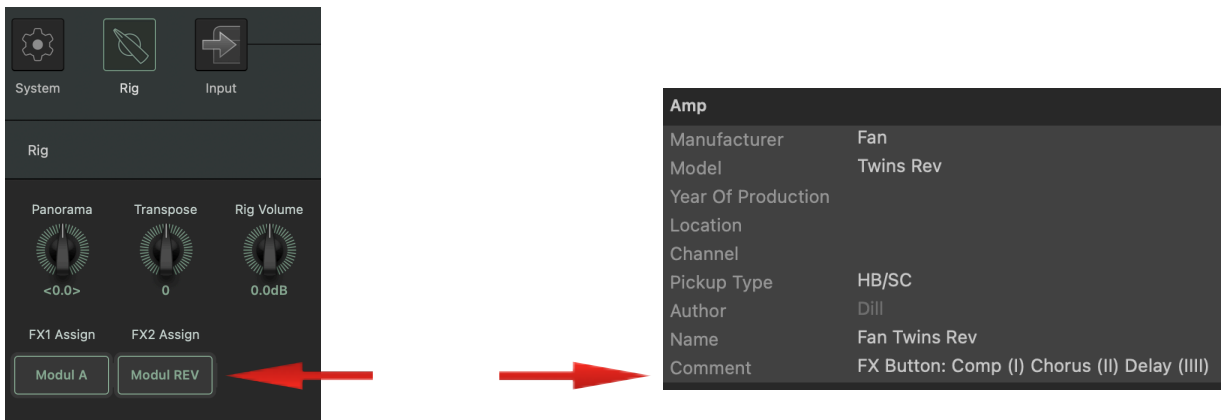 System Rig Input
Rig
Panorama Transpose Rig Volume
<0.0> 0 0.0dB
FX1 Assign FX2 Assign
Modul A Modul REV
Amp
Manufacturer Fan
Model Twins Rev
Year Of Production
Location
Channel
Pickup Type HB/SC
Author Dill
Name Fan Twins Rev
Comment FX Button: Comp (I) Chorus (II) Delay (IIII)